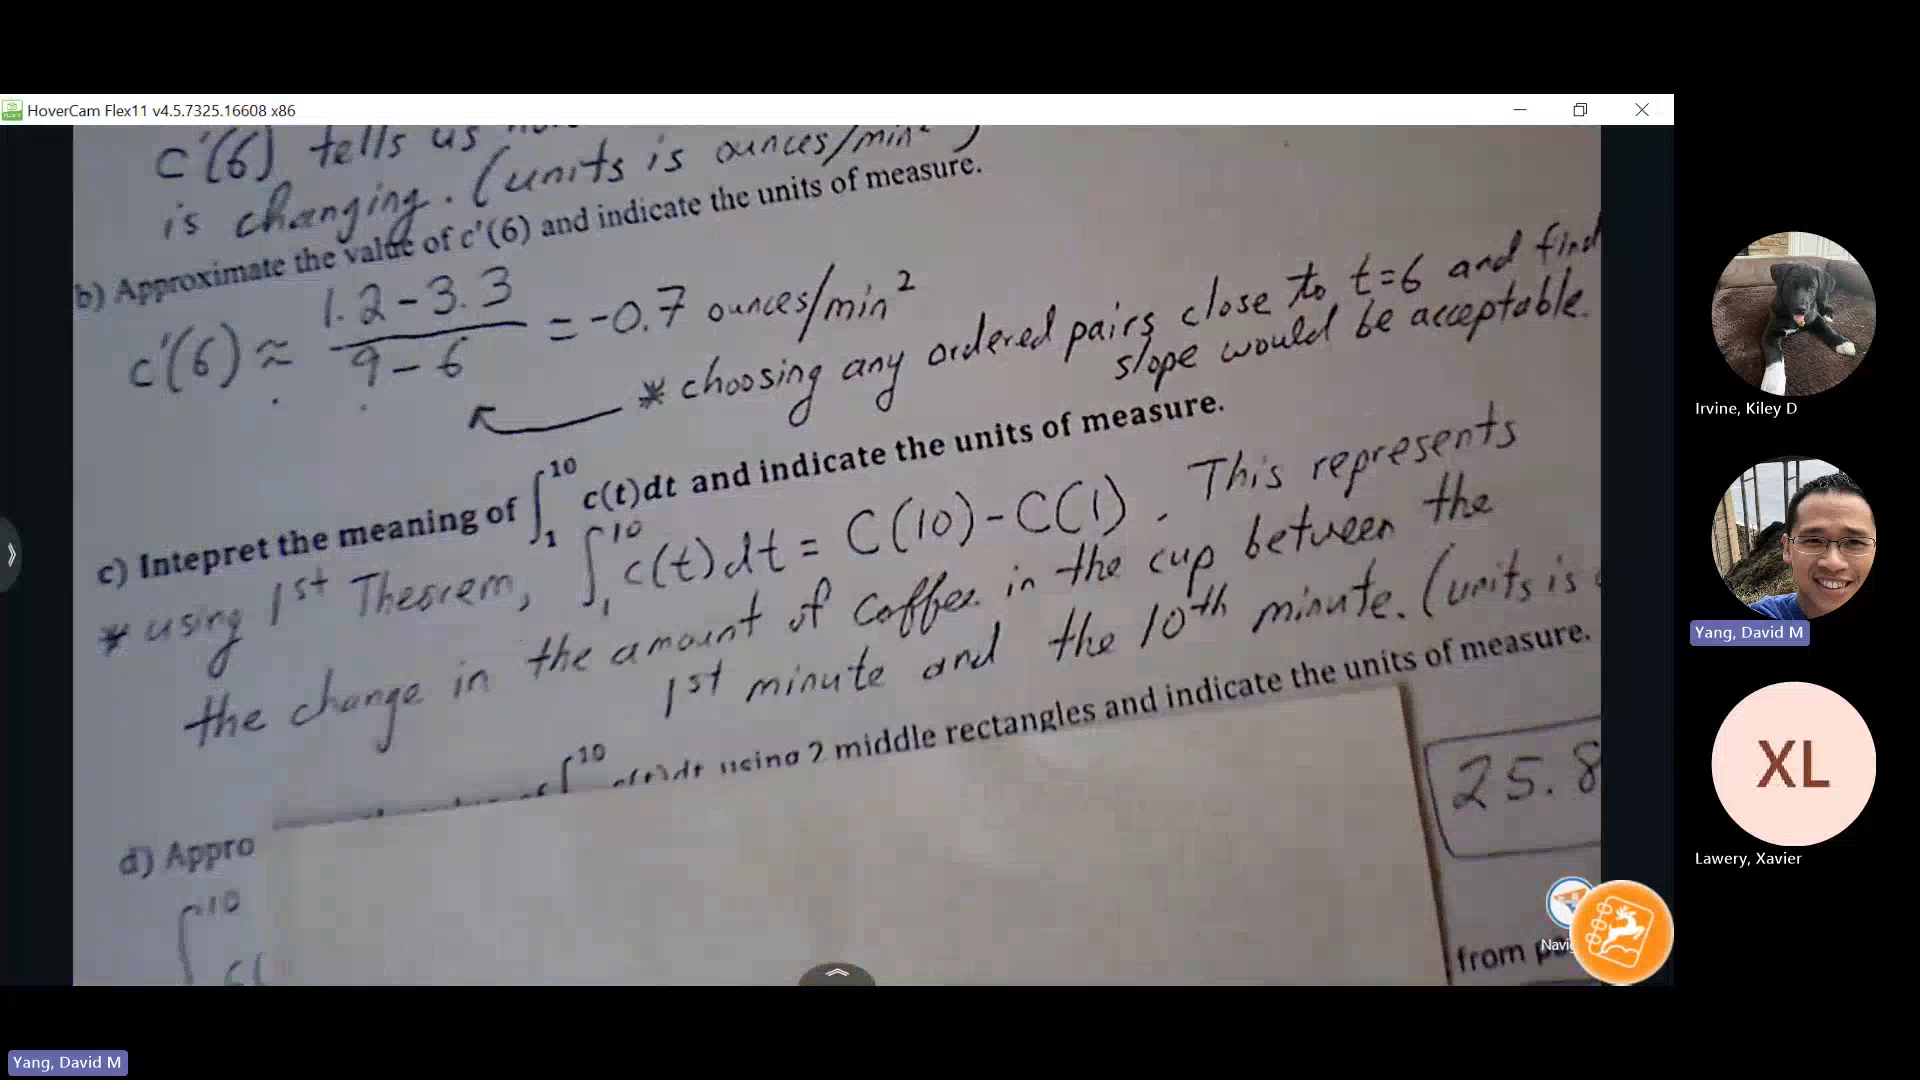 HoverCam Flex11 v4.5.7325.16608 x86
c'(6) tells us
is changing. (units is ounces/min² )
b) Approximate the value of c'(6) and indicate the units of measure.
c'(6) ≈ (1.2 - 3.3)/(9 - 6) = -0.7 ounces/min²
* choosing any ordered pairs close to t=6 and find
slope would be acceptable.
c) Intepret the meaning of ∫₁¹⁰ c(t)dt and indicate the units of measure.
* using 1st Theorem, ∫₁¹⁰ c(t)dt = C(10) - C(1). This represents
the change in the amount of coffee in the cup between the
1st minute and the 10th minute. (units is
d) Appro ∫¹⁰ c(t)dt using 2 middle rectangles and indicate the units of measure.
∫¹⁰ c(
25.8
from
Navi
Irvine, Kiley D
Yang, David M
XL
Lawery, Xavier
Yang, David M